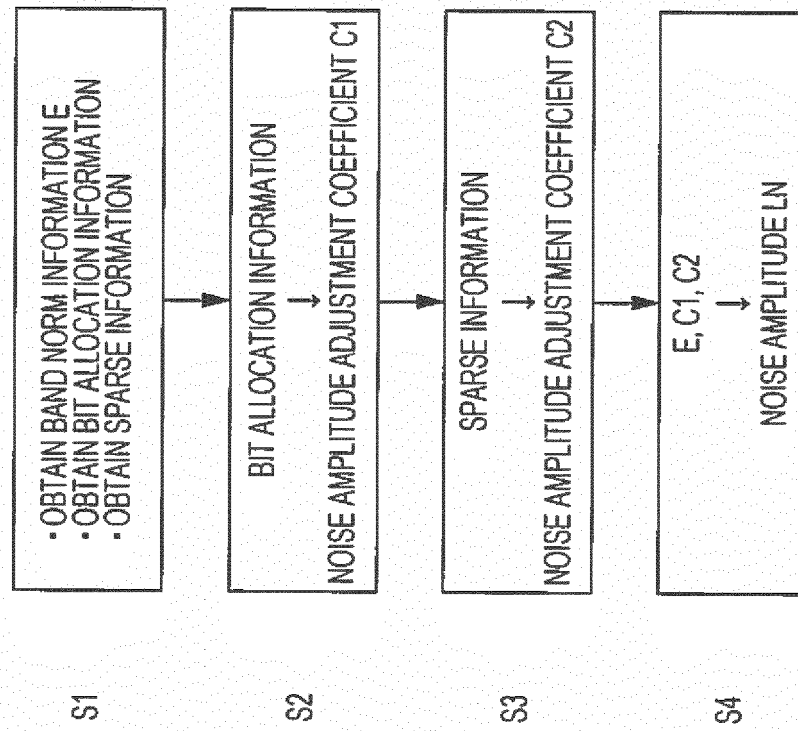 S1
· OBTAIN BAND NORM INFORMATION E
· OBTAIN BIT ALLOCATION INFORMATION
· OBTAIN SPARSE INFORMATION
S2
BIT ALLOCATION INFORMATION
↓
NOISE AMPLITUDE ADJUSTMENT COEFFICIENT C1
S3
SPARSE INFORMATION
↓
NOISE AMPLITUDE ADJUSTMENT COEFFICIENT C2
S4
E, C1, C2
↓
NOISE AMPLITUDE LN